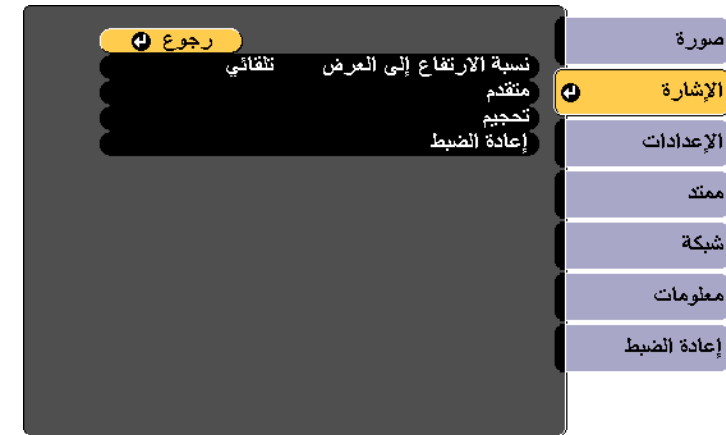 صورة
الإشارة
الإعدادات
ممتد
شبكة
معلومات
إعادة الضبط
رجوع
نسبة الارتفاع إلى العرض تلقائي
متقدم
تحجيم
إعادة الضبط